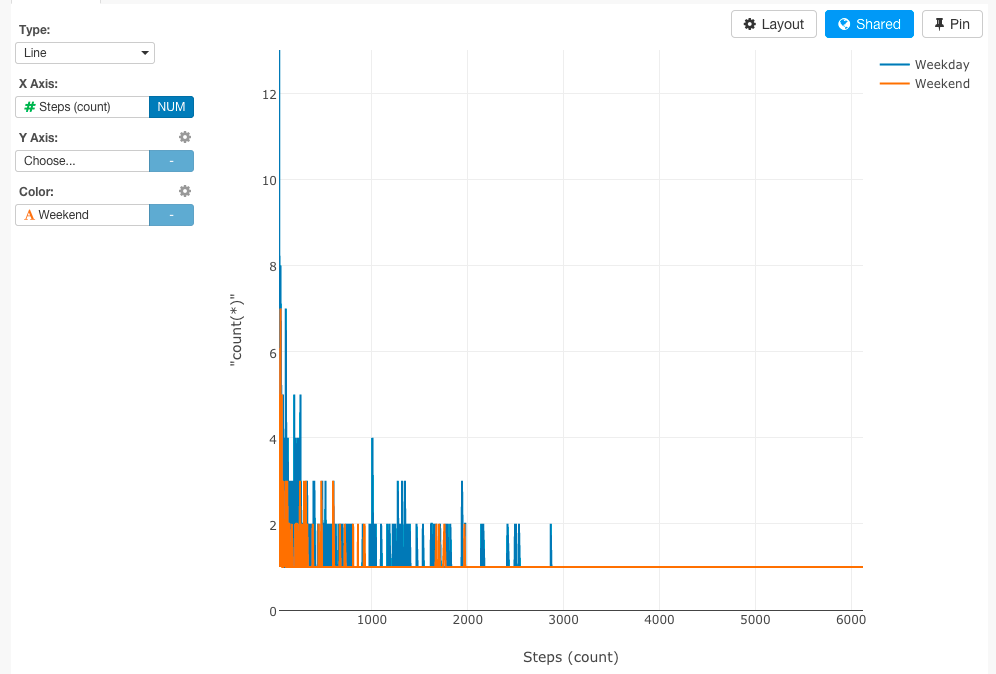 Type:
Line
X Axis:
# Steps (count) NUM
Y Axis:
Choose... -
Color:
A Weekend -
Layout Shared Pin
Weekday
Weekend
12
10
8
6
4
2
0
"count(*)"
1000 2000 3000 4000 5000 6000
Steps (count)